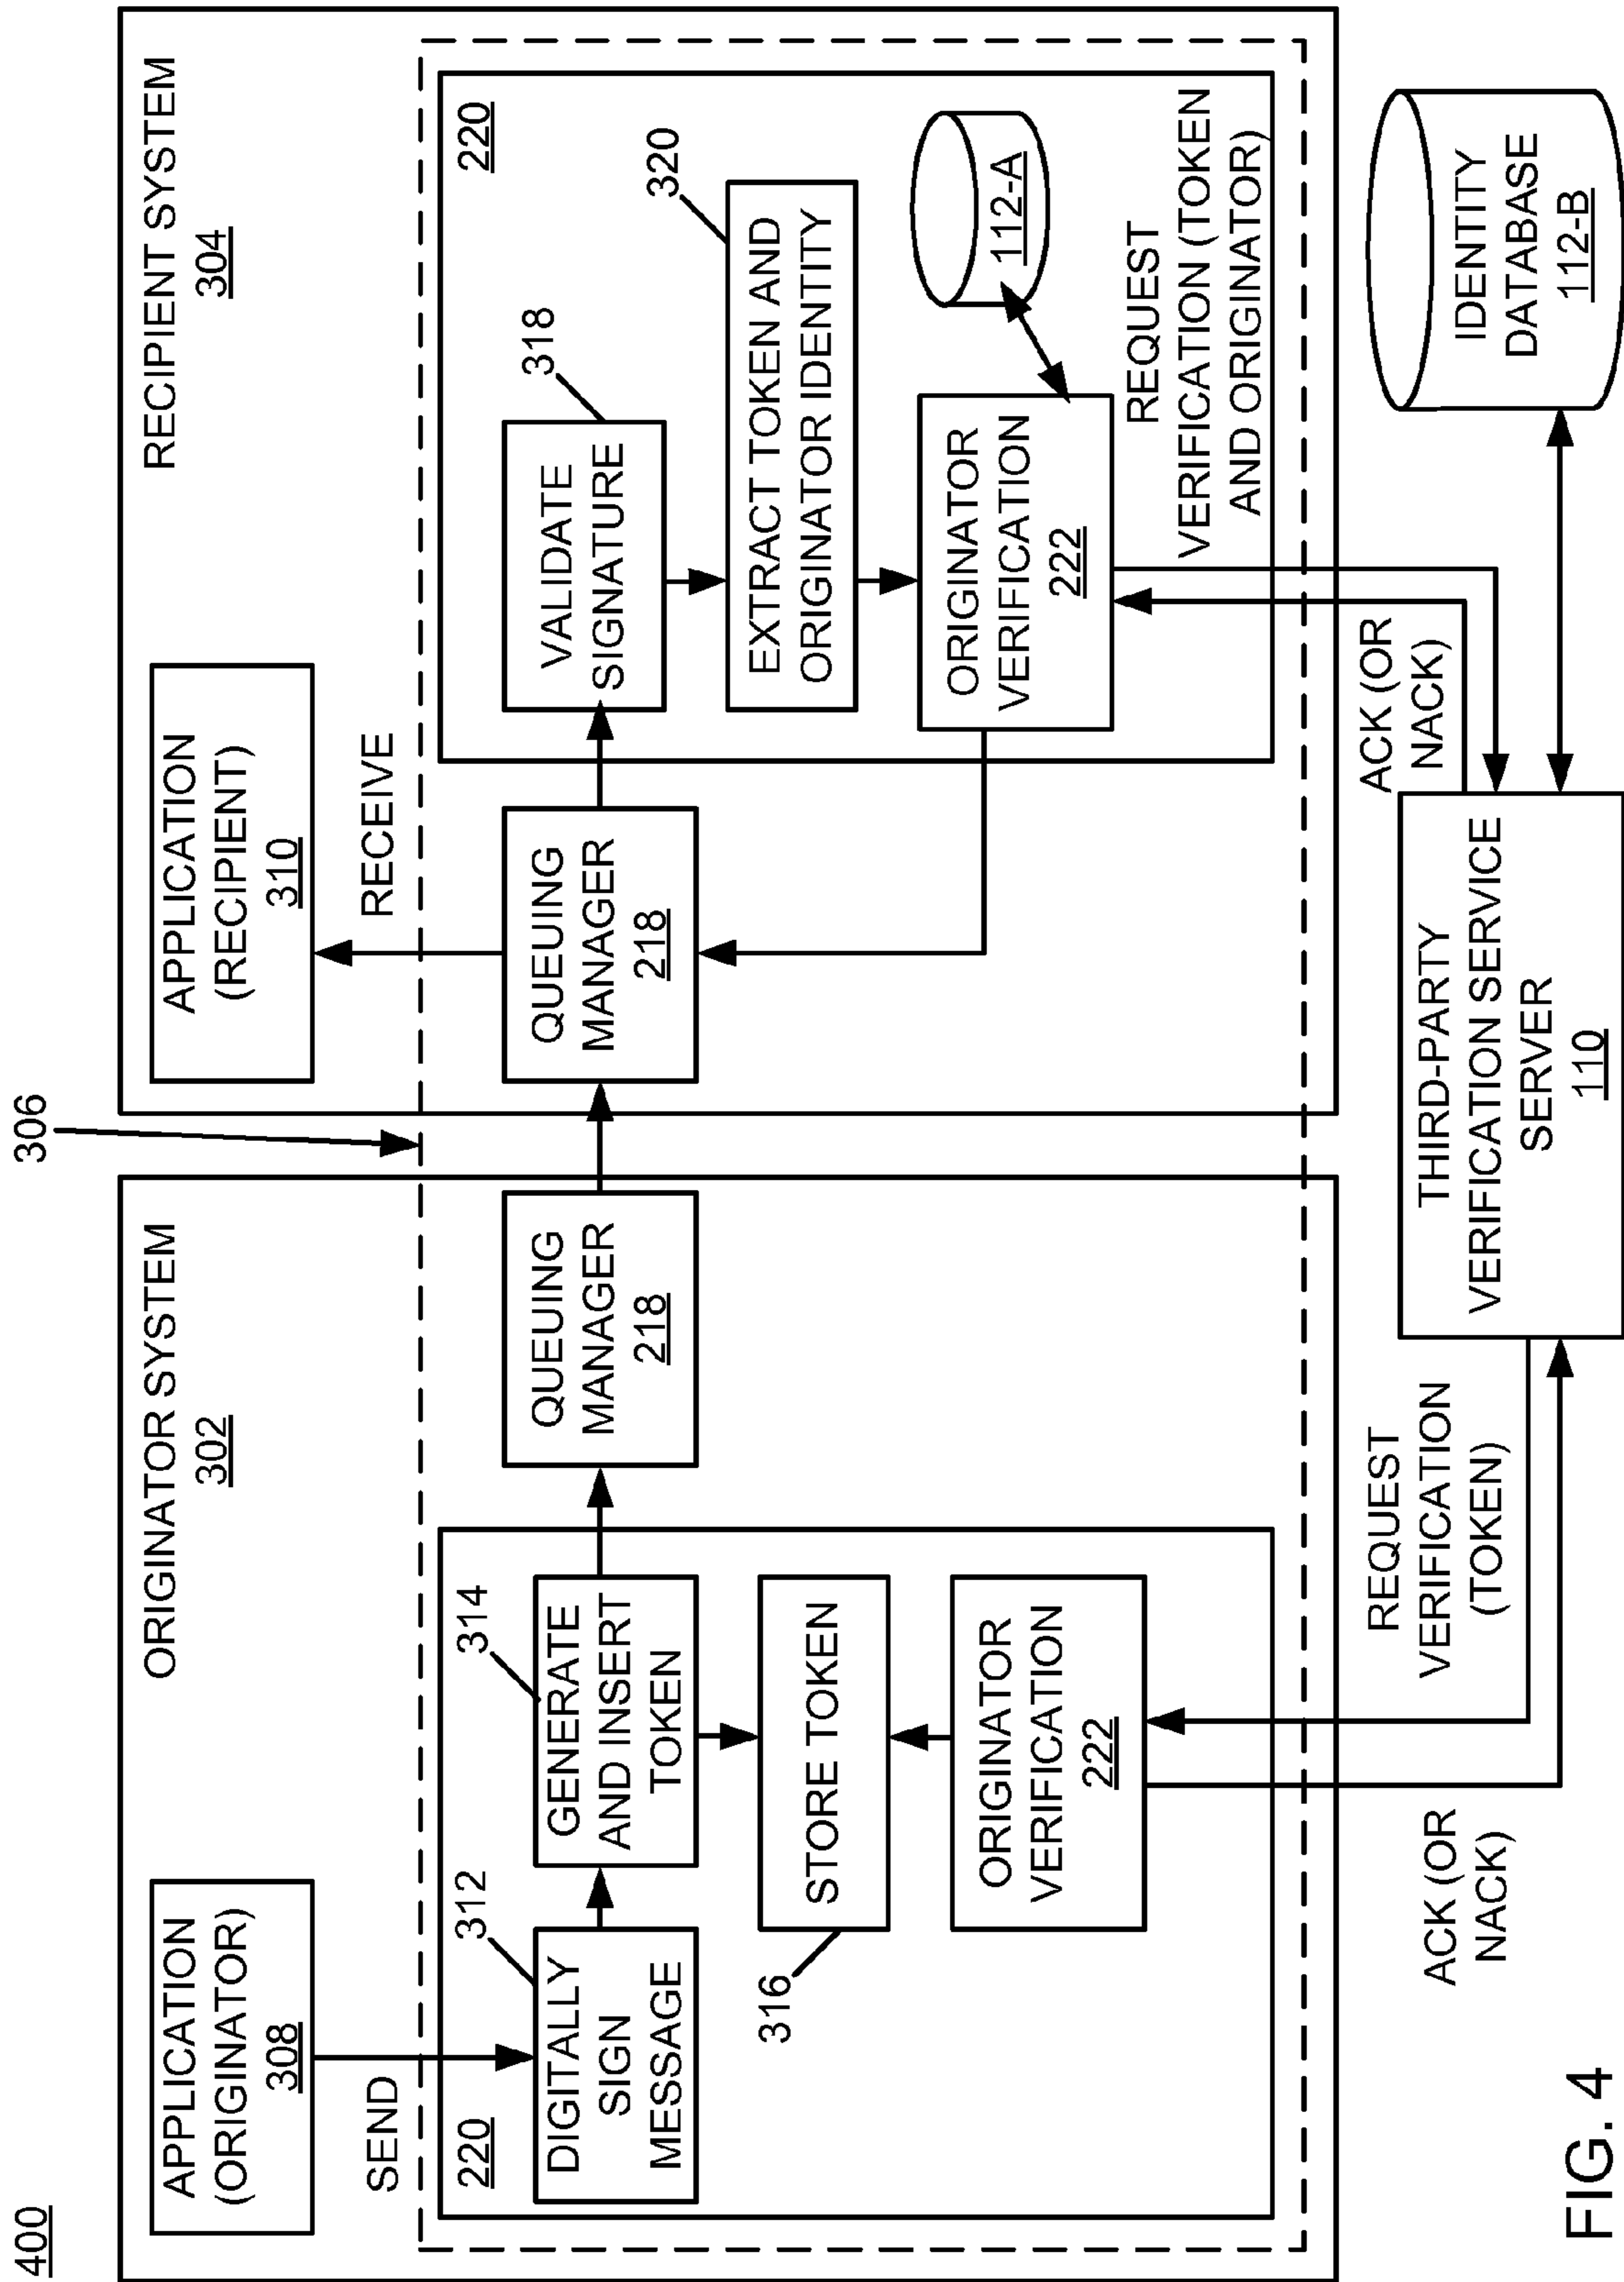 400
306
ORIGINATOR SYSTEM
302
APPLICATION
(ORIGINATOR)
308
SEND
220
312
DIGITALLY
SIGN
MESSAGE
314
GENERATE
AND INSERT
TOKEN
316
STORE TOKEN
ORIGINATOR
VERIFICATION
222
QUEUING
MANAGER
218
RECIPIENT SYSTEM
304
APPLICATION
(RECIPIENT)
310
RECEIVE
QUEUING
MANAGER
218
220
318
VALIDATE
SIGNATURE
320
EXTRACT TOKEN AND
ORIGINATOR IDENTITY
ORIGINATOR
VERIFICATION
222
112-A
REQUEST
VERIFICATION (TOKEN
AND ORIGINATOR)
ACK (OR
NACK)
REQUEST
VERIFICATION
(TOKEN)
ACK (OR
NACK)
THIRD-PARTY
VERIFICATION SERVICE
SERVER
110
IDENTITY
DATABASE
112-B
FIG. 4